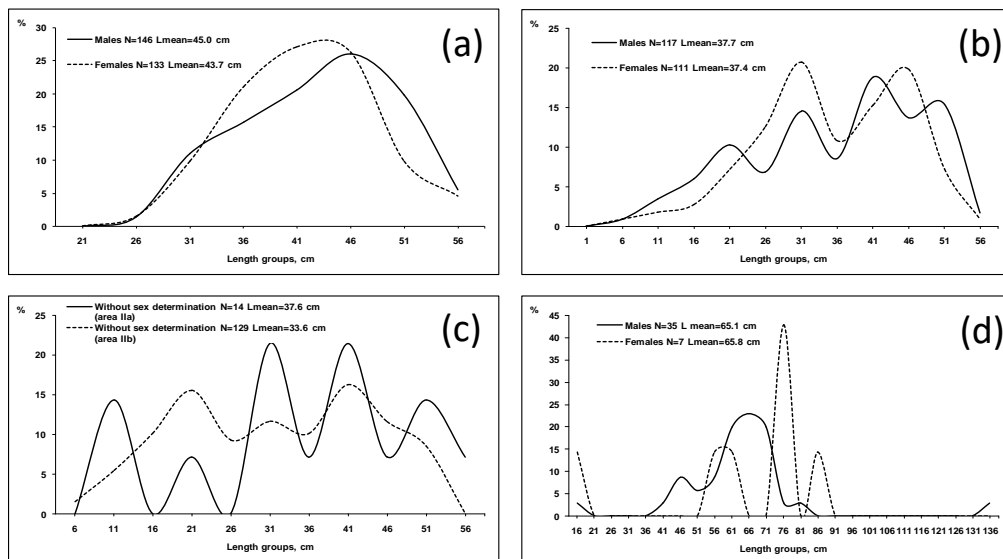 %
(a)
Males N=146 Lmean=45.0 cm
Females N=133 Lmean=43.7 cm
30
25
20
15
10
5
0
21 26 31 36 41 46 51 56
Length groups, cm
%
(b)
Males N=117 Lmean=37.7 cm
Females N=111 Lmean=37.4 cm
25
20
15
10
5
0
1 6 11 16 21 26 31 36 41 46 51 56
Length groups, cm
%
(c)
Without sex determination N=14 Lmean=37.6 cm
(area IIa)
Without sex determination N=129 Lmean=33.6 cm
(area IIb)
25
20
15
10
5
0
6 11 16 21 26 31 36 41 46 51 56
Length groups, cm
%
(d)
Males N=35 L mean=65.1 cm
Females N=7 Lmean=65.8 cm
45
40
35
30
25
20
15
10
5
0
16 21 26 31 36 41 46 51 56 61 66 71 76 81 86 91 96 101 106 111 116 121 126 131 136
Length groups, cm